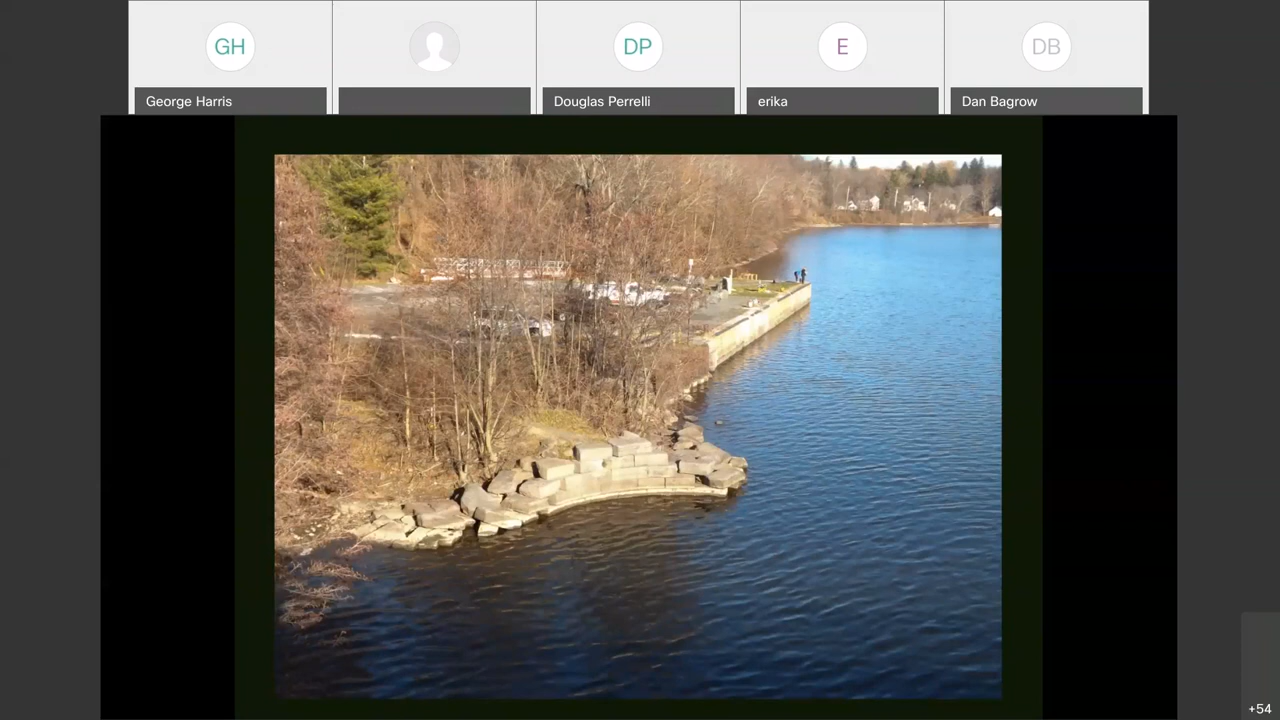 GH
DP
E
DB
George Harris
Douglas Perrelli
erika
Dan Bagrow
+54